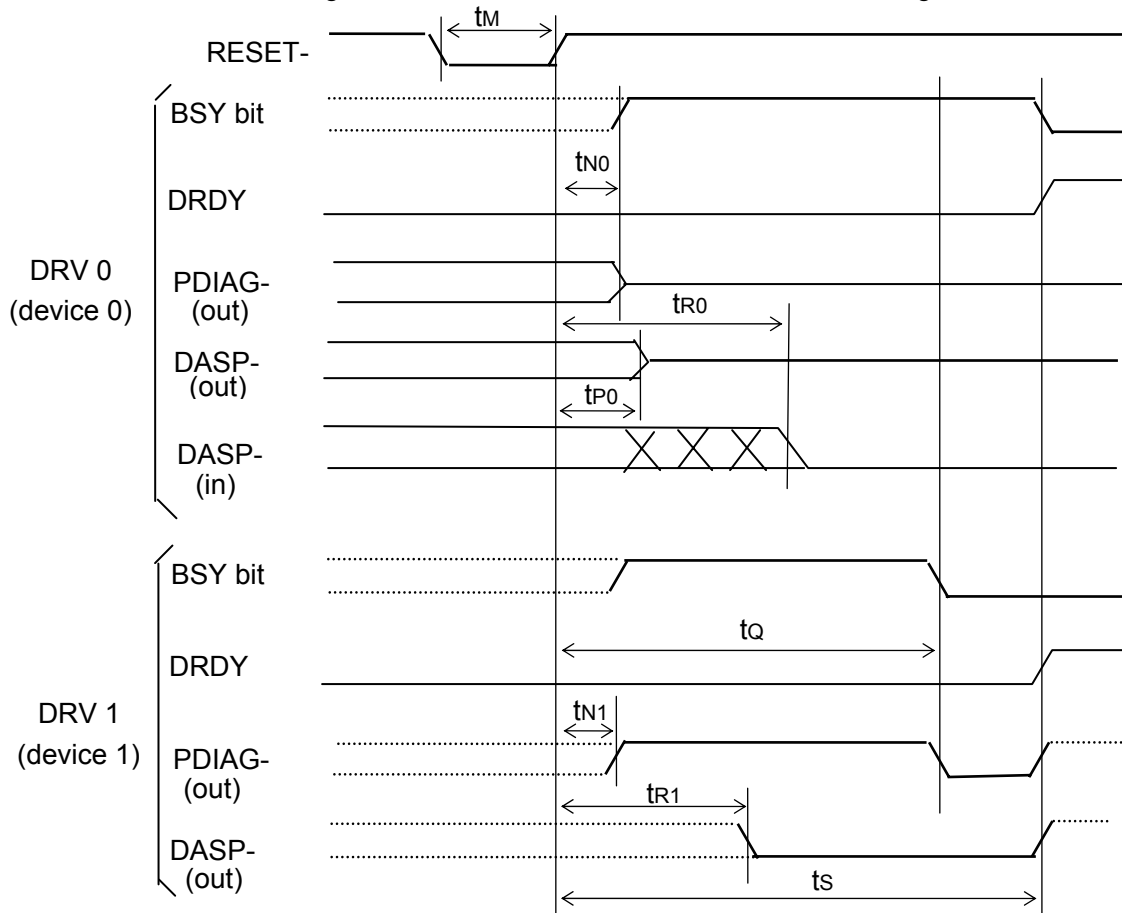 tM
RESET-
BSY bit
tN0
DRDY
DRV 0
(device 0)
PDIAG-
(out)
tR0
DASP-
(out)
tP0
DASP-
(in)
BSY bit
tQ
DRDY
DRV 1
(device 1)
tN1
PDIAG-
(out)
tR1
DASP-
(out)
tS